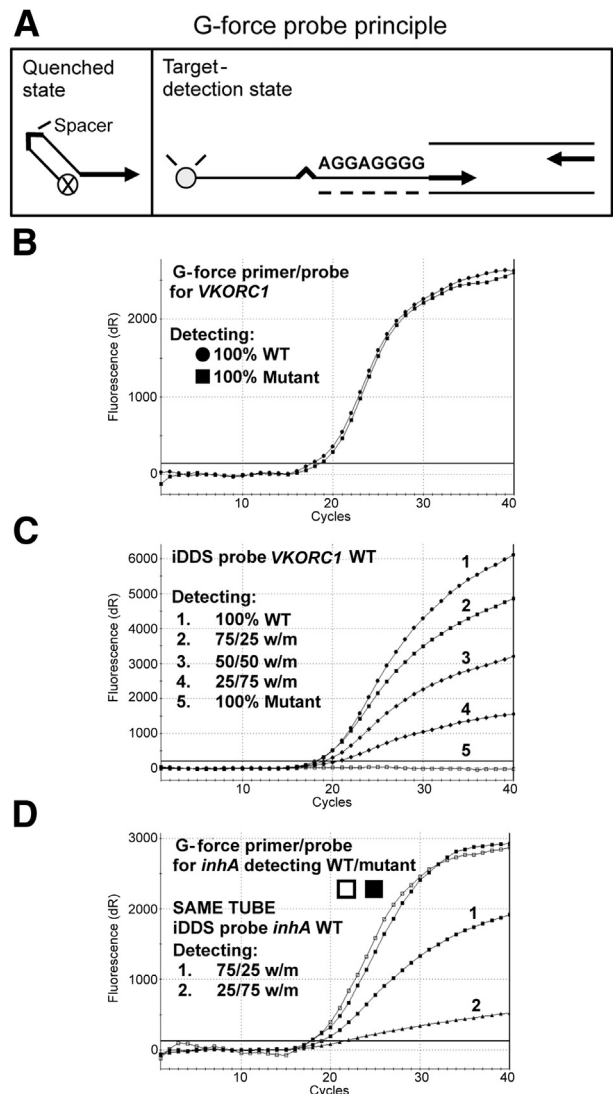 A
G-force probe principle
Quenched
state
Spacer
X
Target-
detection state
AGGAGGGG
B
G-force primer/probe
for VKORC1
Detecting:
100% WT
100% Mutant
Fluorescence (dR)
2000
1000
0
10
20
30
40
Cycles
C
iDDS probe VKORC1 WT
Detecting:
1. 100% WT
2. 75/25 w/m
3. 50/50 w/m
4. 25/75 w/m
5. 100% Mutant
1
2
3
4
5
Fluorescence (dR)
6000
5000
4000
3000
2000
1000
0
10
20
30
40
Cycles
D
G-force primer/probe
for inhA detecting WT/mutant
SAME TUBE
iDDS probe inhA WT
Detecting:
1. 75/25 w/m
2. 25/75 w/m
1
2
Fluorescence (dR)
3000
2000
1000
0
10
20
30
40
Cycles